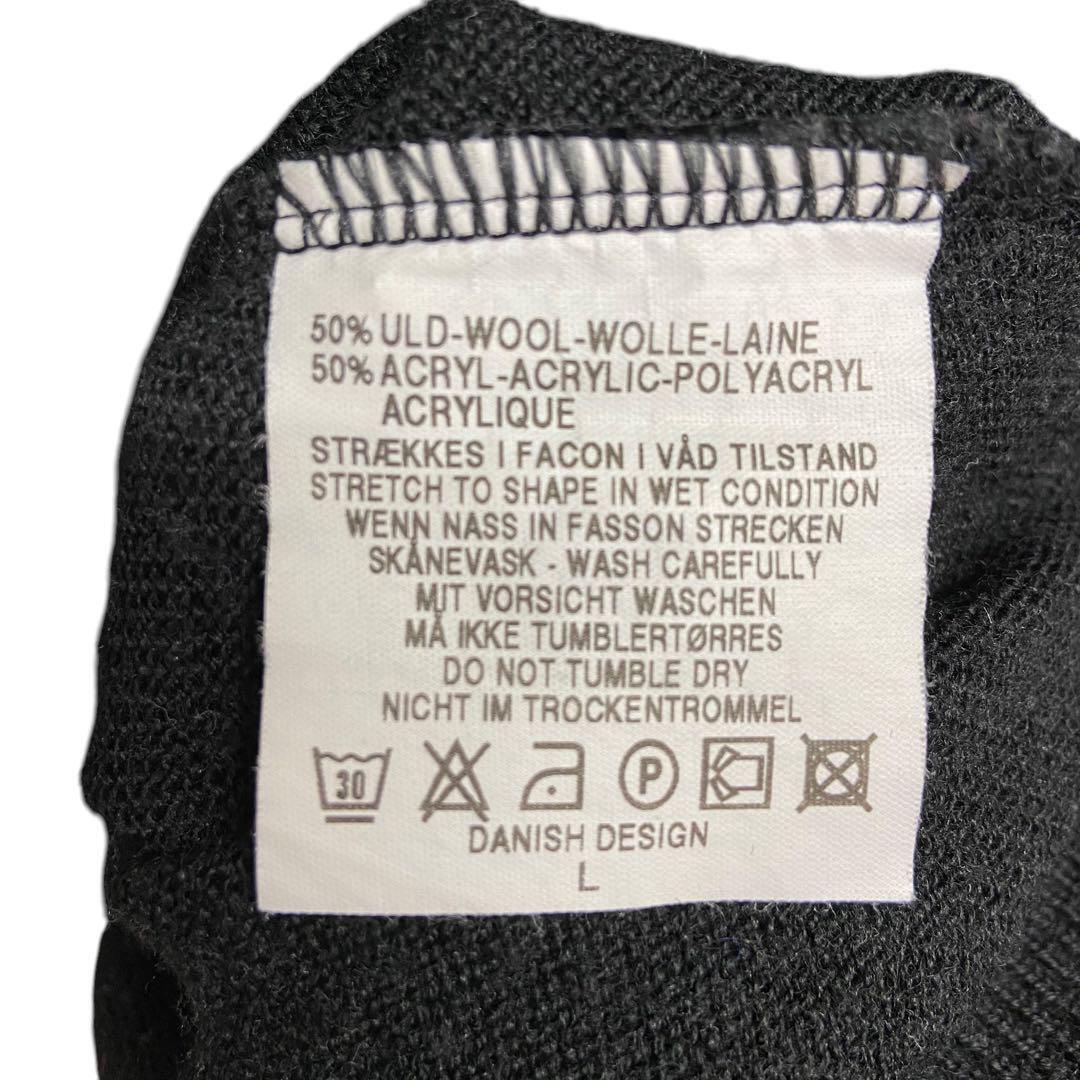 50% ULD-WOOL-WOLLE-LAINE
50% ACRYL-ACRYLIC-POLYACRYL
ACRYLIQUE
STRÆKKES I FACON I VÅD TILSTAND
STRETCH TO SHAPE IN WET CONDITION
WENN NASS IN FASSON STRECKEN
SKÅNEVASK - WASH CAREFULLY
MIT VORSICHT WASCHEN
MÅ IKKE TUMBLERTØRRES
DO NOT TUMBLE DRY
NICHT IM TROCKENTROMMEL
30 P
DANISH DESIGN
L